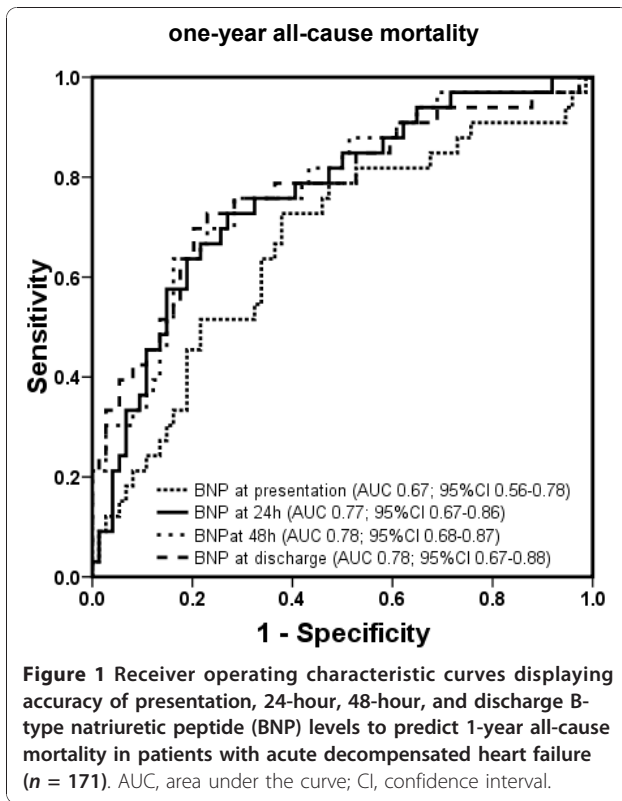 one-year all-cause mortality
1.0
0.8
0.6
0.4
0.2
0.0
Sensitivity
BNP at presentation (AUC 0.67; 95%CI 0.56-0.78)
BNP at 24h (AUC 0.77; 95%CI 0.67-0.86)
BNPat 48h (AUC 0.78; 95%CI 0.68-0.87)
BNP at discharge (AUC 0.78; 95%CI 0.67-0.88)
0.0 0.2 0.4 0.6 0.8 1.0
1 - Specificity
Figure 1 Receiver operating characteristic curves displaying
accuracy of presentation, 24-hour, 48-hour, and discharge B-
type natriuretic peptide (BNP) levels to predict 1-year all-cause
mortality in patients with acute decompensated heart failure
(n = 171). AUC, area under the curve; CI, confidence interval.